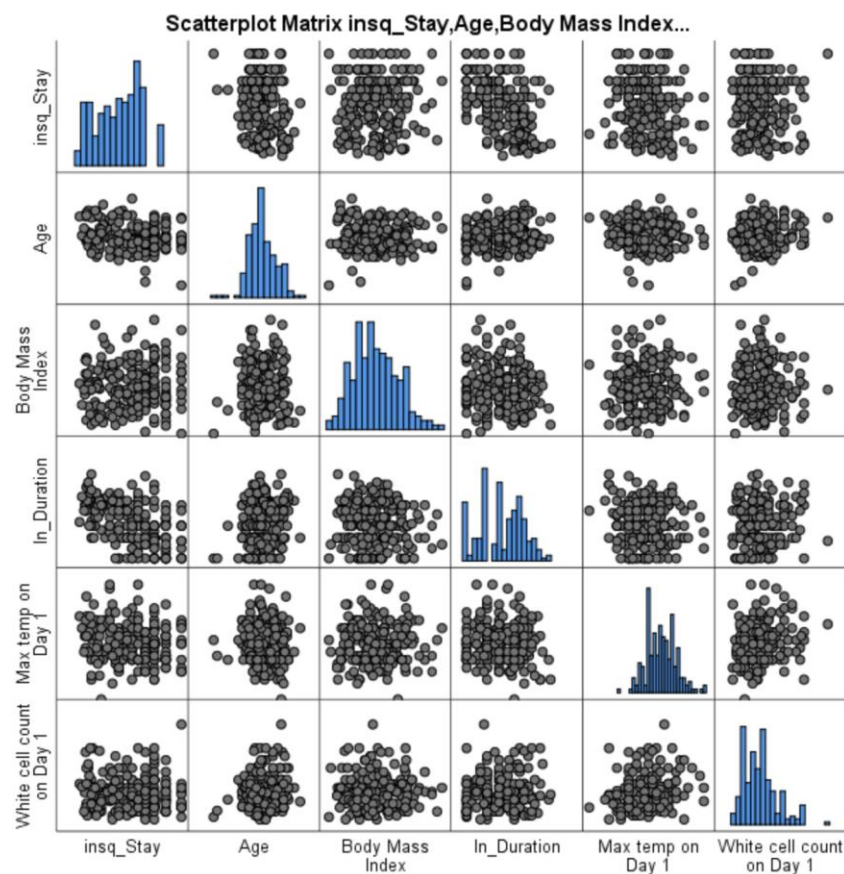 Scatterplot Matrix insq_Stay,Age,Body Mass Index...
insq_Stay
Age
Body Mass
Index
In_Duration
Max temp on
Day 1
White cell count
on Day 1
insq_Stay
Age
Body Mass
Index
In_Duration
Max temp on
Day 1
White cell count
on Day 1